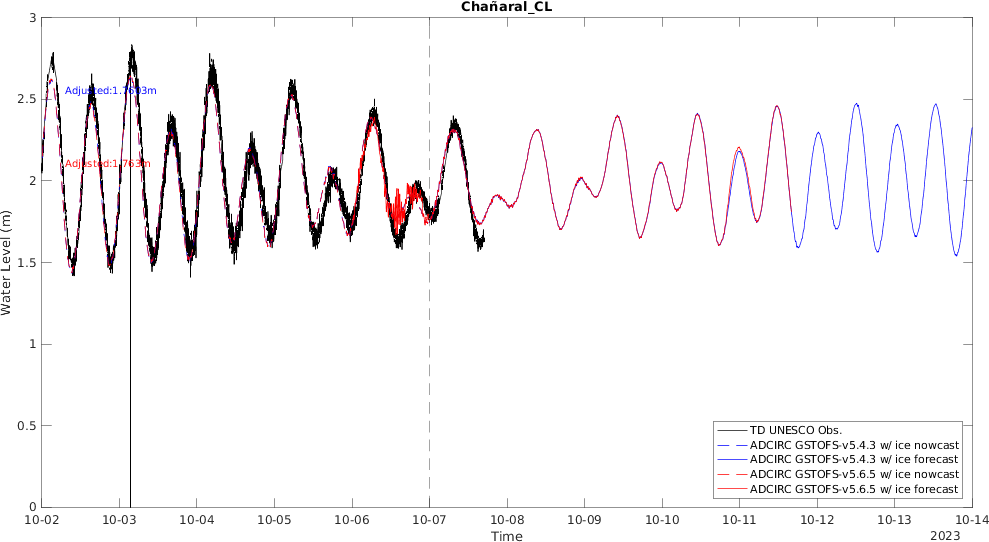 Chañaral_CL
3
2.5
2
1.5
1
0.5
0
Water Level (m)
Adjusted:1.7603m
Adjusted:1.763m
TD UNESCO Obs.
ADCIRC GSTOFS-v5.4.3 w/ ice nowcast
ADCIRC GSTOFS-v5.4.3 w/ ice forecast
ADCIRC GSTOFS-v5.6.5 w/ ice nowcast
ADCIRC GSTOFS-v5.6.5 w/ ice forecast
10-02 10-03 10-04 10-05 10-06 10-07 10-08 10-09 10-10 10-11 10-12 10-13 10-14
Time
2023